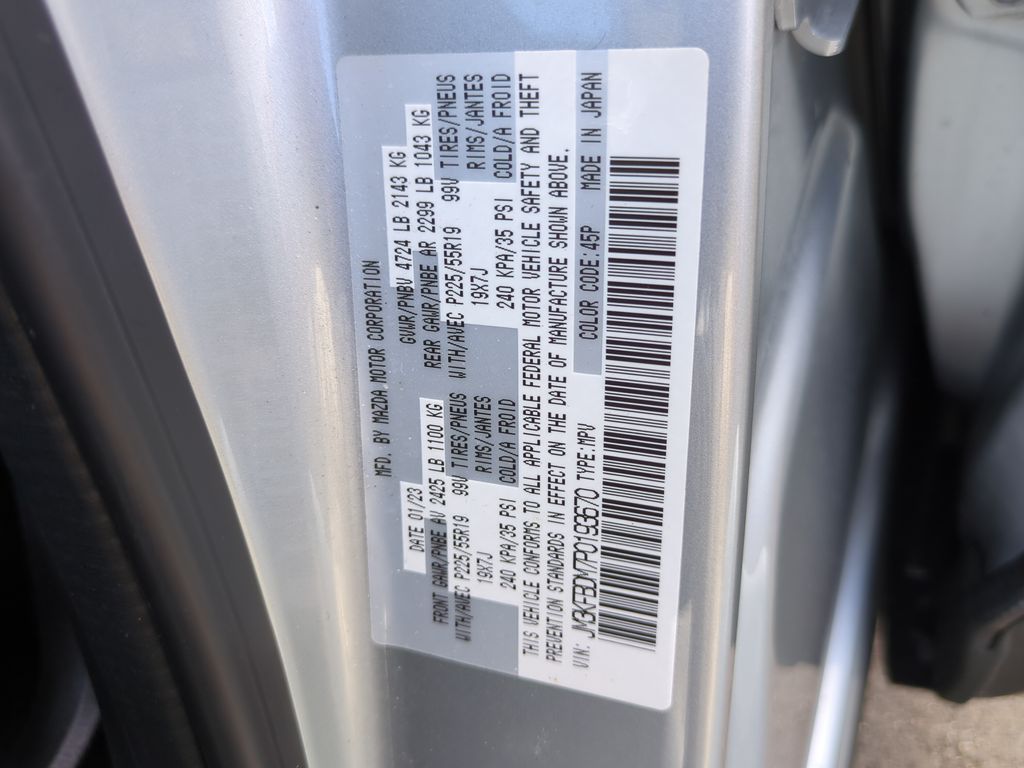 MFD. BY MAZDA MOTOR CORPORATION
DATE 01/23 GVWR/PNBV 4724 LB 2143 KG
FRONT GAWR/PNBE AV 2425 LB 1100 KG REAR GAWR/PNBE AR 2299 LB 1043 KG
WITH/AVEC P225/55R19 99V TIRES/PNEUS WITH/AVEC P225/55R19 99V TIRES/PNEUS
19X7J RIMS/JANTES 19X7J RIMS/JANTES
240 KPA/35 PSI COLD/A FROID 240 KPA/35 PSI COLD/A FROID
THIS VEHICLE CONFORMS TO ALL APPLICABLE FEDERAL MOTOR VEHICLE SAFETY AND THEFT
PREVENTION STANDARDS IN EFFECT ON THE DATE OF MANUFACTURE SHOWN ABOVE.
VIN: JM3KFBDM7P0193670 TYPE:MPV COLOR CODE:45P MADE IN JAPAN